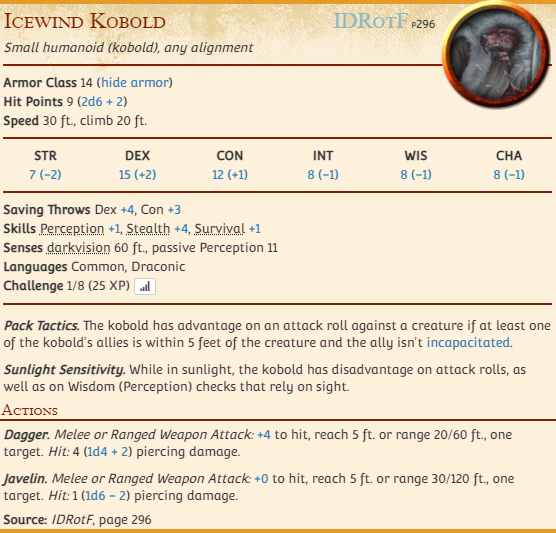 Icewind Kobold
IDRotF p296
Small humanoid (kobold), any alignment
Armor Class 14 (hide armor)
Hit Points 9 (2d6 + 2)
Speed 30 ft., climb 20 ft.
STR DEX CON INT WIS CHA
7 (−2) 15 (+2) 12 (+1) 8 (−1) 8 (−1) 8 (−1)
Saving Throws Dex +4, Con +3
Skills Perception +1, Stealth +4, Survival +1
Senses darkvision 60 ft., passive Perception 11
Languages Common, Draconic
Challenge 1/8 (25 XP)
Pack Tactics. The kobold has advantage on an attack roll against a creature if at least one
of the kobold's allies is within 5 feet of the creature and the ally isn't incapacitated.
Sunlight Sensitivity. While in sunlight, the kobold has disadvantage on attack rolls, as
well as on Wisdom (Perception) checks that rely on sight.
Actions
Dagger. Melee or Ranged Weapon Attack: +4 to hit, reach 5 ft. or range 20/60 ft., one
target. Hit: 4 (1d4 + 2) piercing damage.
Javelin. Melee or Ranged Weapon Attack: +0 to hit, reach 5 ft. or range 30/120 ft., one
target. Hit: 1 (1d6 − 2) piercing damage.
Source: IDRotF, page 296